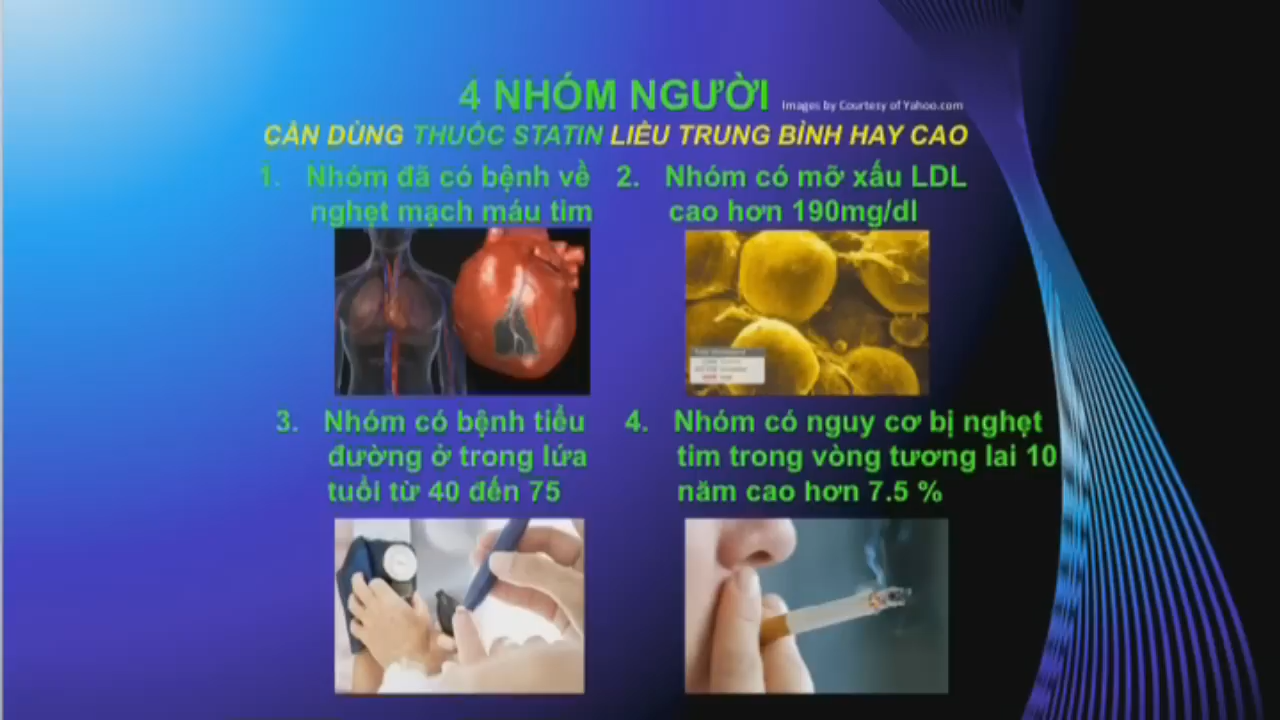 4 NHÓM NGƯỜI
Images by Courtesy of Yahoo.com
CẦN DÙNG THUỐC STATIN LIỀU TRUNG BÌNH HAY CAO
1. Nhóm đã có bệnh về
nghẹt mạch máu tim
2. Nhóm có mỡ xấu LDL
cao hơn 190mg/dl
3. Nhóm có bệnh tiểu
đường ở trong lứa
tuổi từ 40 đến 75
4. Nhóm có nguy cơ bị nghẹt
tim trong vòng tương lai 10
năm cao hơn 7.5 %